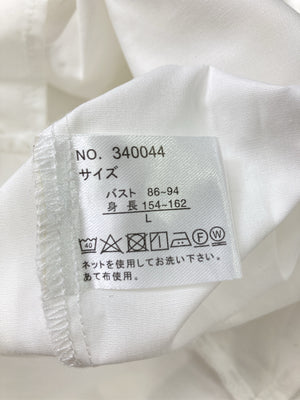 NO. 340044
サイズ
バスト 86~94
身 長 154~162
L
40 F W
ネットを使用してお洗い下さい。
あて布使用。